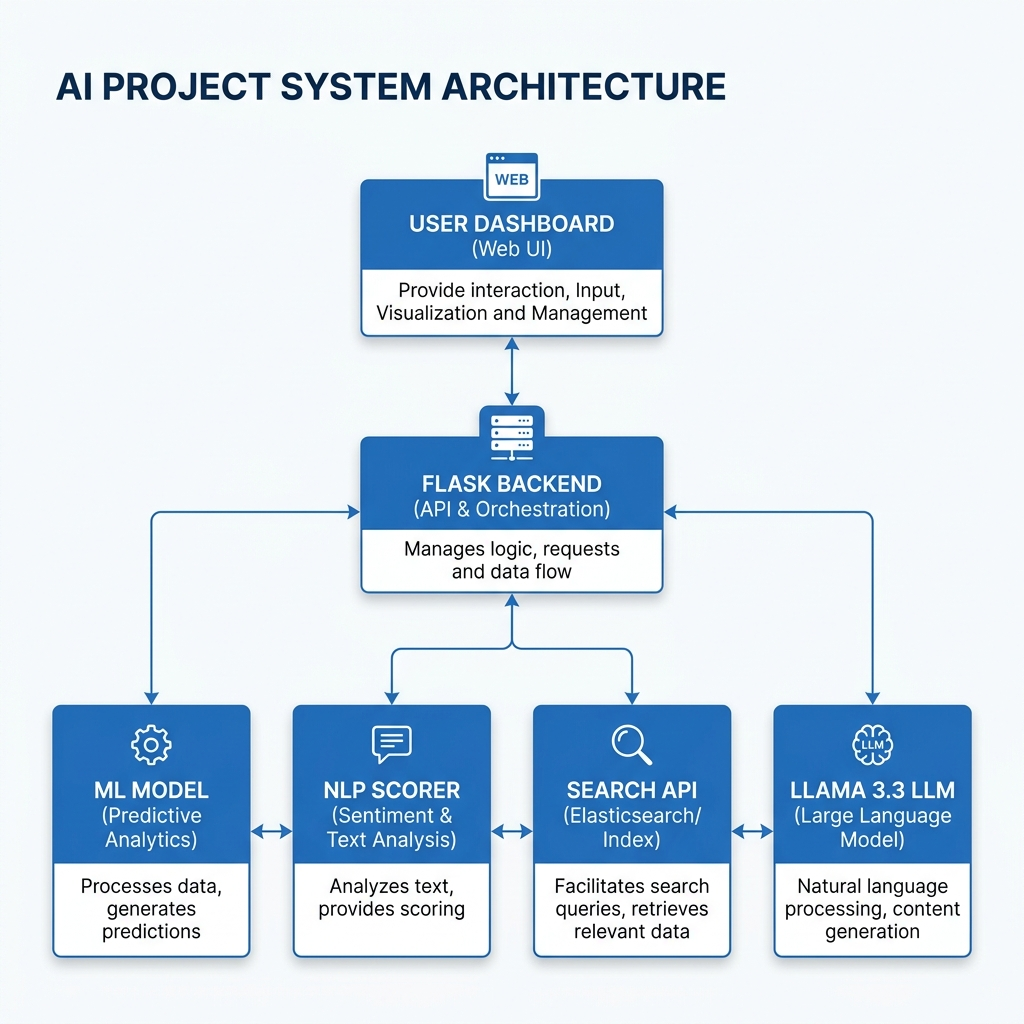 AI PROJECT SYSTEM ARCHITECTURE
WEB
USER DASHBOARD
(Web UI)
Provide interaction, Input,
Visualization and Management
FLASK BACKEND
(API & Orchestration)
Manages logic, requests
and data flow
ML MODEL
(Predictive
Analytics)
Processes data,
generates
predictions
NLP SCORER
(Sentiment &
Text Analysis)
Analyzes text,
provides scoring
SEARCH API
(Elasticsearch/
Index)
Facilitates search
queries, retrieves
relevant data
LLM
LLAMA 3.3 LLM
(Large Language
Model)
Natural language
processing, content
generation